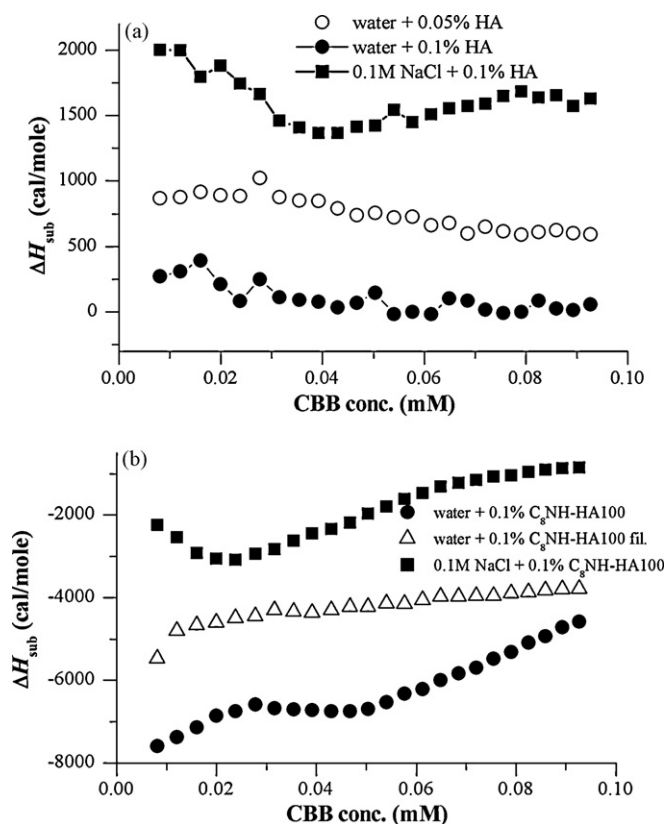 (a)
water + 0.05% HA
water + 0.1% HA
0.1M NaCl + 0.1% HA
2000
1500
1000
500
0
ΔHsub (cal/mole)
0.00 0.02 0.04 0.06 0.08 0.10
CBB conc. (mM)
(b)
water + 0.1% C8NH-HA100
water + 0.1% C8NH-HA100 fil.
0.1M NaCl + 0.1% C8NH-HA100
-2000
-4000
-6000
-8000
ΔHsub (cal/mole)
0.00 0.02 0.04 0.06 0.08 0.10
CBB conc. (mM)